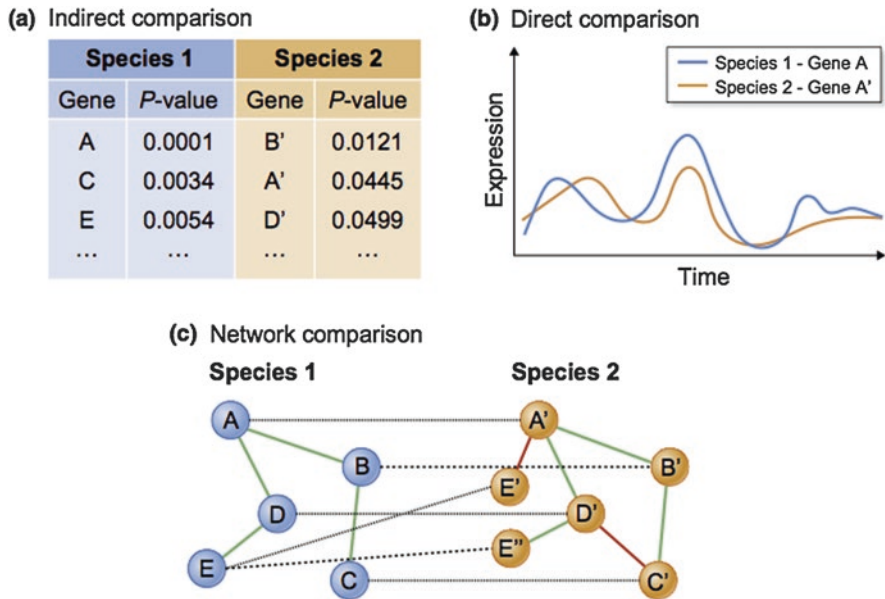 (a) Indirect comparison
Species 1 Species 2
Gene P-value Gene P-value
A 0.0001 B’ 0.0121
C 0.0034 A’ 0.0445
E 0.0054 D’ 0.0499
... ... ... ...
(b) Direct comparison
Species 1 - Gene A
Species 2 - Gene A’
Expression
Time
(c) Network comparison
Species 1 Species 2
A A’
B B’
E’
D D’
E’’
E
C C’